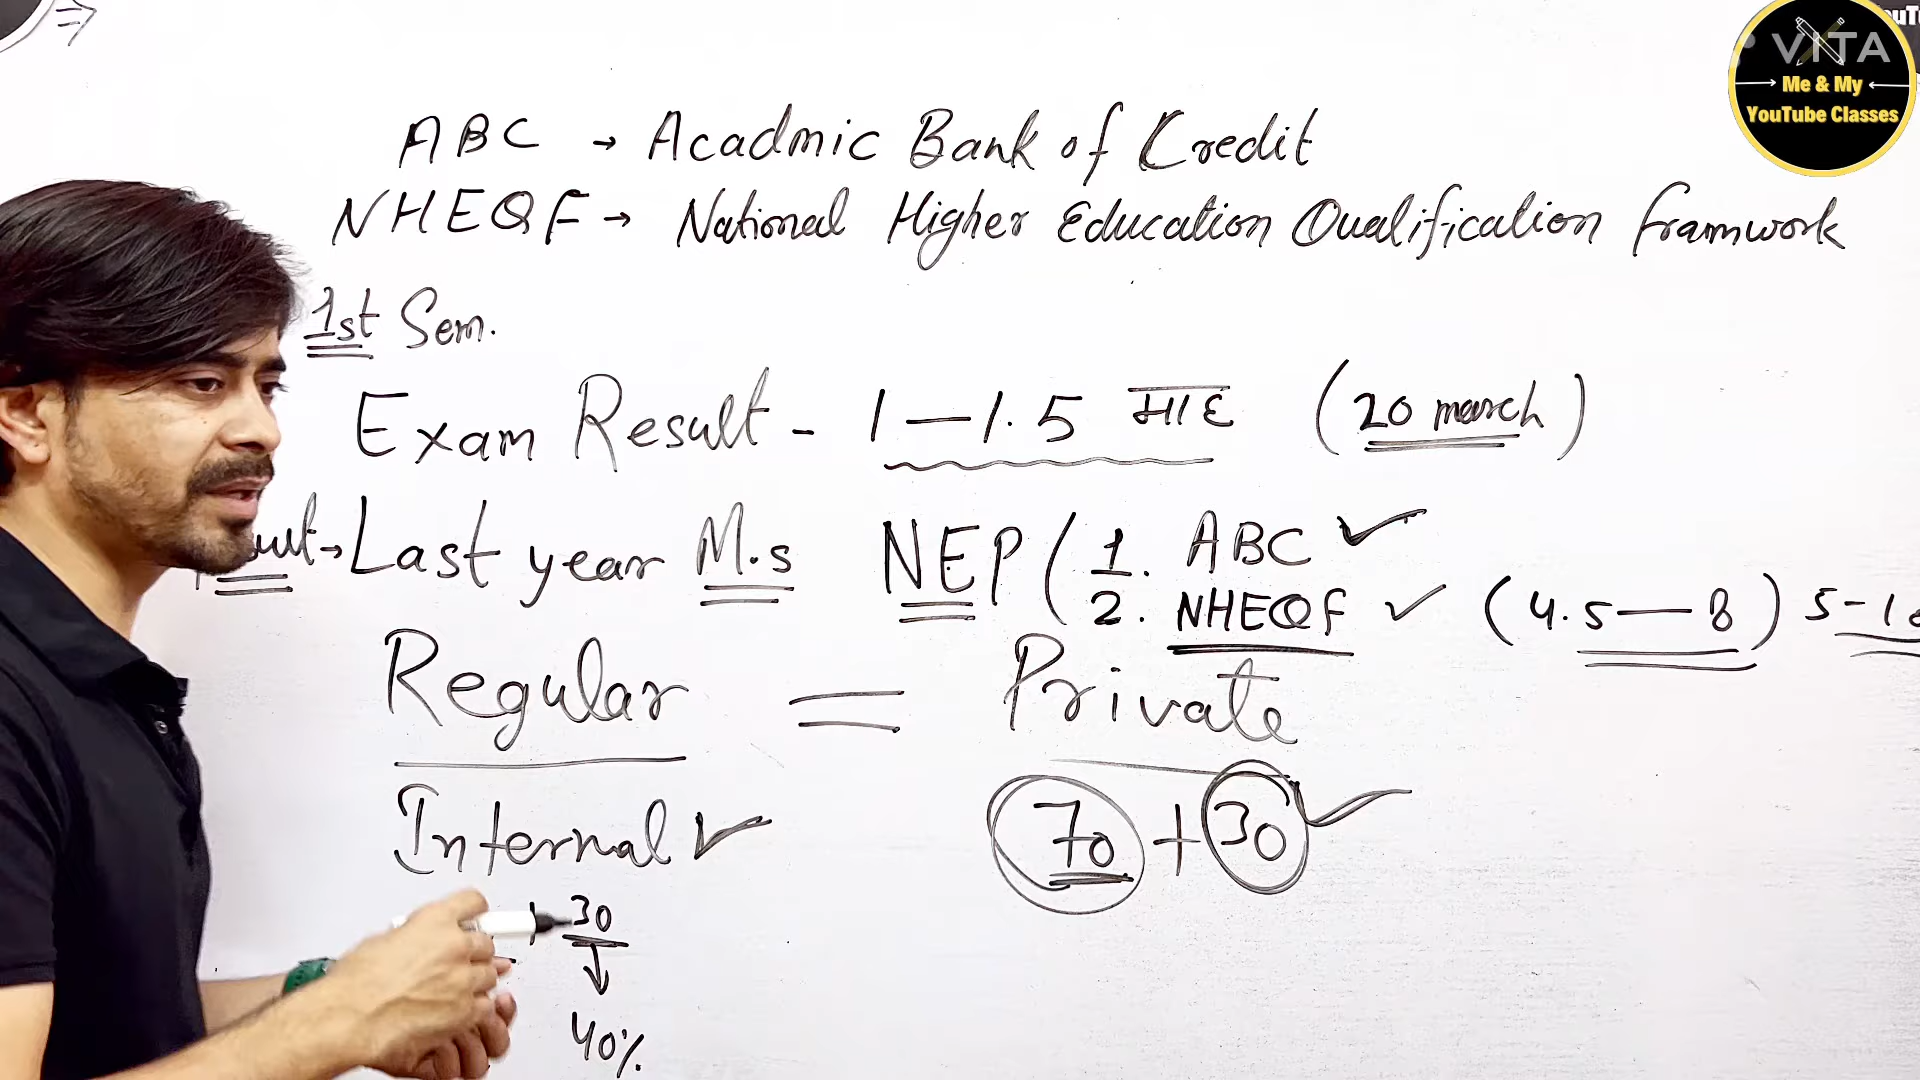 ABC → Acadmic Bank of Credit
NHEQF → National Higher Education Qualification framwork
1st Sem.
Exam Result - 1 — 1.5 माह (20 march)
→ Last year M.s NEP ( 1. ABC ✓
2. NHEQF ✓ (4.5 — 8) 5-10
Regular = Private
Internal ✓ 70 + 30 ✓
+ 30
↓
40%
VITA
Me & My
YouTube Classes